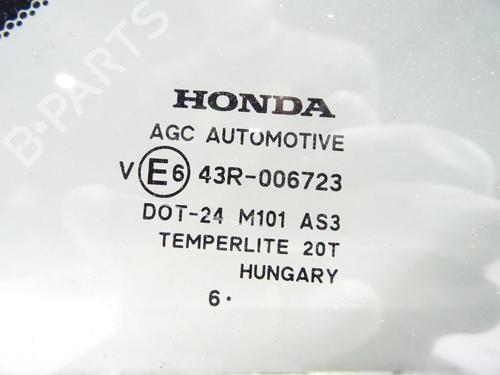 B-PARTS
HONDA
AGC AUTOMOTIVE
V E6 43R-006723
DOT-24 M101 AS3
TEMPERLITE 20T
HUNGARY
6·